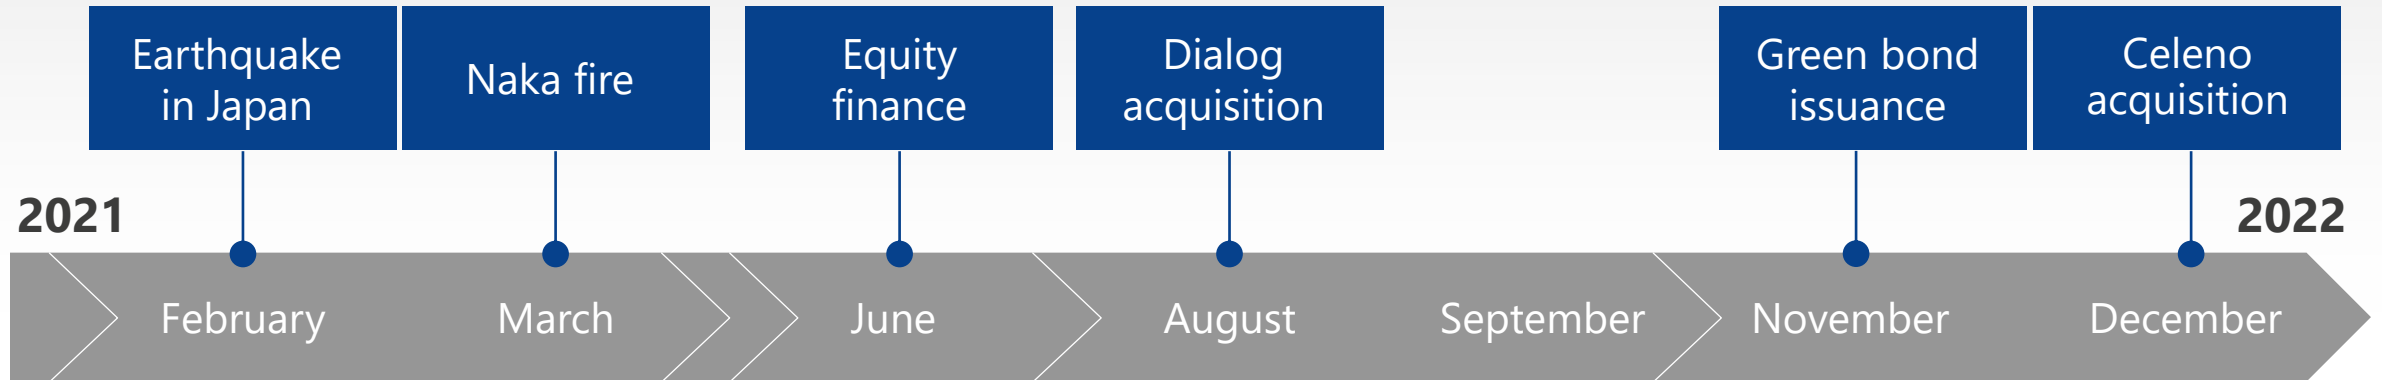 Earthquake
in Japan
Naka fire
Equity
finance
Dialog
acquisition
Green bond
issuance
Celeno
acquisition
2021
2022
February
March
June
August
September
November
December